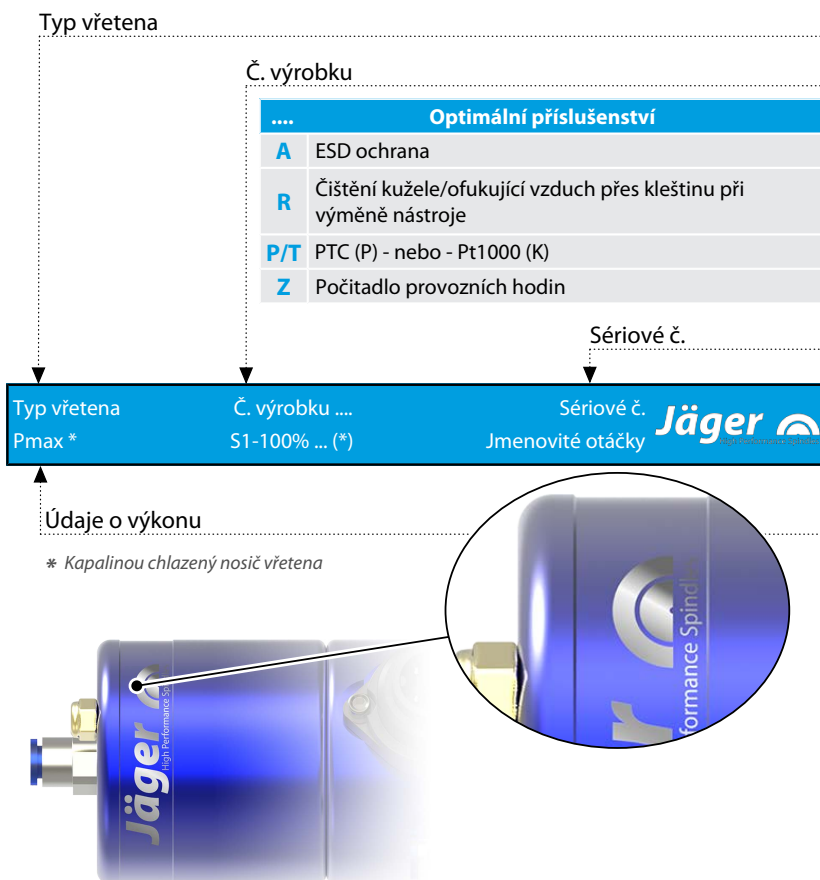 Typ vřetena
Č. výrobku
.... Optimální příslušenství
A ESD ochrana
R Čištění kužele/ofukující vzduch přes kleštinu při
výměně nástroje
P/T PTC (P) - nebo - Pt1000 (K)
Z Počitadlo provozních hodin
Sériové č.
Typ vřetena Č. výrobku .... Sériové č.
Pmax * S1-100% ... (*) Jmenovité otáčky
Jäger
Údaje o výkonu
* Kapalinou chlazený nosič vřetena
r
formance Spindles
Jäger
High Performance Sp